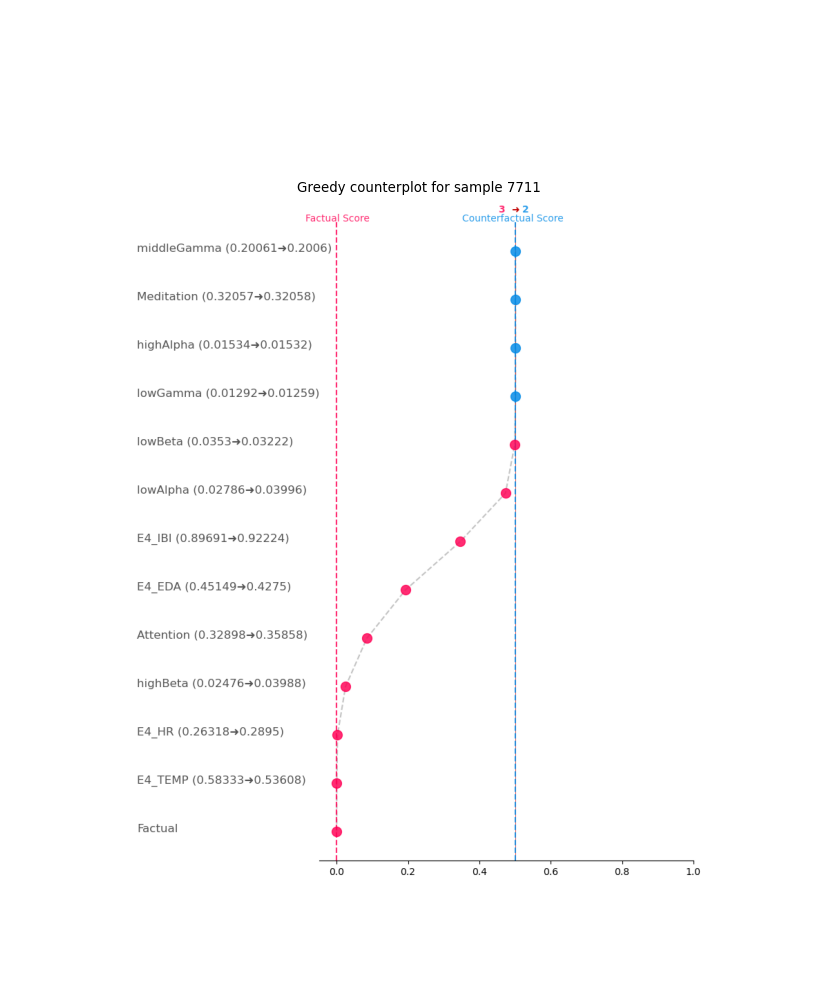 Greedy counterplot for sample 7711
3 ➔ 2
Factual Score
Counterfactual Score
middleGamma (0.20061➔0.2006)
Meditation (0.32057➔0.32058)
highAlpha (0.01534➔0.01532)
lowGamma (0.01292➔0.01259)
lowBeta (0.0353➔0.03222)
lowAlpha (0.02786➔0.03996)
E4_IBI (0.89691➔0.92224)
E4_EDA (0.45149➔0.4275)
Attention (0.32898➔0.35858)
highBeta (0.02476➔0.03988)
E4_HR (0.26318➔0.2895)
E4_TEMP (0.58333➔0.53608)
Factual
0.0 0.2 0.4 0.6 0.8 1.0